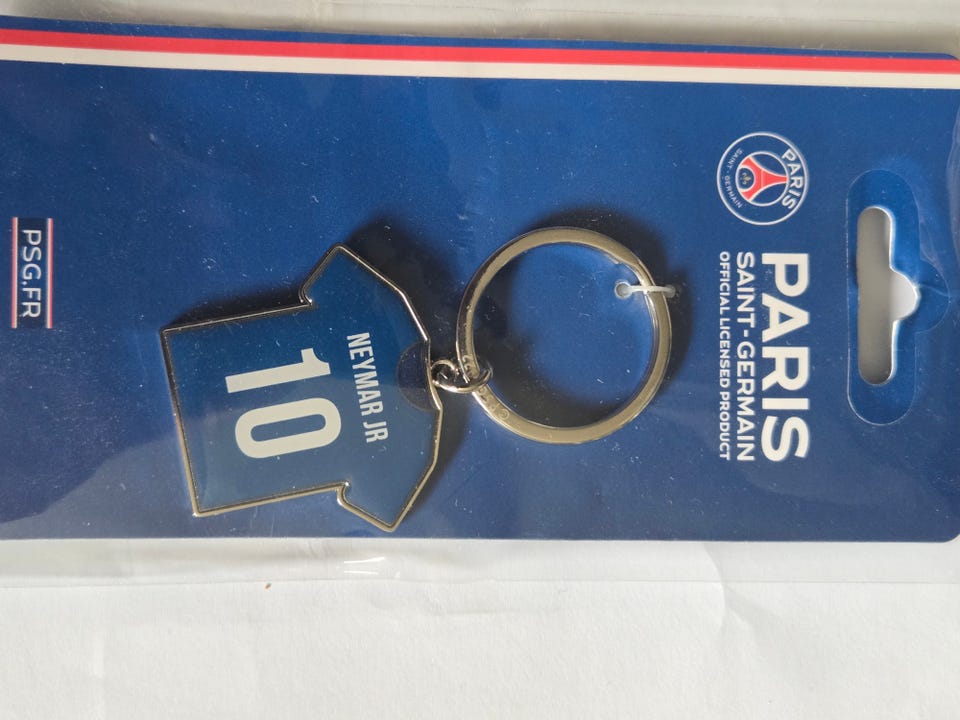 PARIS
SAINT-GERMAIN
PARIS
SAINT-GERMAIN
OFFICIAL LICENSED PRODUCT
NEYMAR JR
10
PSG.FR